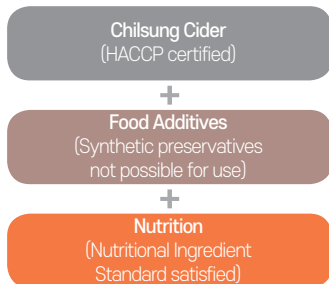 Chilsung Cider
(HACCP certified)
+
Food Additives
(Synthetic preservatives
not possible for use)
+
Nutrition
(Nutritional Ingredient
Standard satisfied)